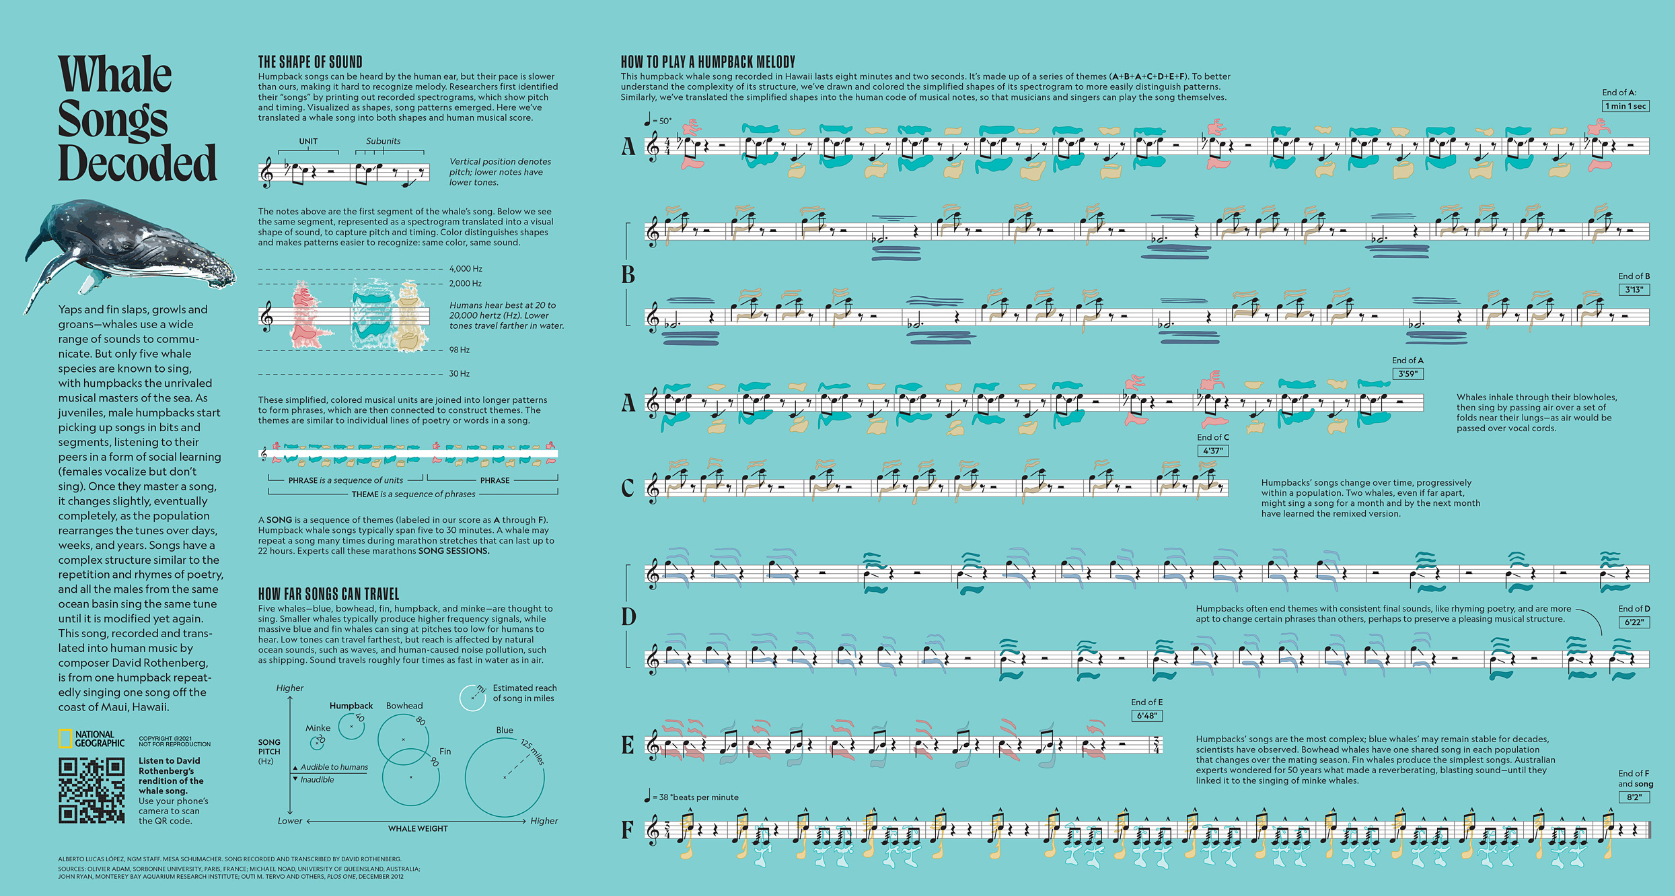 Whale
Songs
Decoded
Yaps and fin slaps, growls and
groans—whales use a wide
range of sounds to commu-
nicate. But only five whale
species are known to sing,
with humpbacks the unrivaled
musical masters of the sea. As
juveniles, male humpbacks start
picking up songs in bits and
segments, listening to their
peers in a form of social learning
(females vocalize but don't
sing). Once they master a song,
it changes slightly, eventually
completely, as the population
rearranges the tunes over days,
weeks, and years. Songs have a
complex structure similar to the
repetition and rhymes of poetry,
and all the males from the same
ocean basin sing the same tune
until it is modified yet again.
This song, recorded and trans-
lated into human music by
composer David Rothenberg,
is from one humpback repeat-
edly singing one song off the
coast of Maui, Hawaii.
NATIONAL
GEOGRAPHIC
COPYRIGHT @2021
NOT FOR REPRODUCTION
Listen to David
Rothenberg's
rendition of the
whale song.
Use your phone's
camera to scan
the QR code.
ALBERTO LUCAS LÓPEZ, NGM STAFF. MESA SCHUMACHER. SONG RECORDED AND TRANSCRIBED BY DAVID ROTHENBERG.
SOURCES: OLIVIER ADAM, SORBONNE UNIVERSITY, PARIS, FRANCE; MICHAEL NOAD, UNIVERSITY OF QUEENSLAND, AUSTRALIA;
JOHN RYAN, MONTEREY BAY AQUARIUM RESEARCH INSTITUTE; OUTI M. TERVO AND OTHERS, PLOS ONE, DECEMBER 2012
THE SHAPE OF SOUND
Humpback songs can be heard by the human ear, but their pace is slower
than ours, making it hard to recognize melody. Researchers first identified
their "songs" by printing out recorded spectrograms, which show pitch
and timing. Visualized as shapes, song patterns emerged. Here we've
translated a whale song into both shapes and human musical score.
UNIT
Subunits
Vertical position denotes
pitch; lower notes have
lower tones.
The notes above are the first segment of the whale's song. Below we see
the same segment, represented as a spectrogram translated into a visual
shape of sound, to capture pitch and timing. Color distinguishes shapes
and makes patterns easier to recognize: same color, same sound.
4,000 Hz
2,000 Hz
Humans hear best at 20 to
20,000 hertz (Hz). Lower
tones travel farther in water.
98 Hz
30 Hz
These simplified, colored musical units are joined into longer patterns
to form phrases, which are then connected to construct themes. The
themes are similar to individual lines of poetry or words in a song.
PHRASE is a sequence of units
PHRASE
THEME is a sequence of phrases
A SONG is a sequence of themes (labeled in our score as A through F).
Humpback whale songs typically span five to 30 minutes. A whale may
repeat a song many times during marathon stretches that can last up to
22 hours. Experts call these marathons SONG SESSIONS.
HOW FAR SONGS CAN TRAVEL
Five whales—blue, bowhead, fin, humpback, and minke—are thought to
sing. Smaller whales typically produce higher frequency signals, while
massive blue and fin whales can sing at pitches too low for humans to
hear. Low tones can travel farthest, but reach is affected by natural
ocean sounds, such as waves, and human-caused noise pollution, such
as shipping. Sound travels roughly four times as fast in water as in air.
Higher
mi
Estimated reach
of song in miles
Humpback
40
Bowhead
80
Minke
Blue
125 miles
Fin
90
SONG
PITCH
(Hz)
Audible to humans
Inaudible
Lower
WHALE WEIGHT
Higher
HOW TO PLAY A HUMPBACK MELODY
This humpback whale song recorded in Hawaii lasts eight minutes and two seconds. It's made up of a series of themes (A+B+A+C+D+E+F). To better
understand the complexity of its structure, we've drawn and colored the simplified shapes of its spectrogram to more easily distinguish patterns.
Similarly, we've translated the simplified shapes into the human code of musical notes, so that musicians and singers can play the song themselves.
End of A:
1 min 1 sec
= 50*
A
B
End of B
3'13"
End of A
3'59"
A
Whales inhale through their blowholes,
then sing by passing air over a set of
folds near their lungs—as air would be
passed over vocal cords.
End of C
4'37"
C
Humpbacks' songs change over time, progressively
within a population. Two whales, even if far apart,
might sing a song for a month and by the next month
have learned the remixed version.
D
Humpbacks often end themes with consistent final sounds, like rhyming poetry, and are more
apt to change certain phrases than others, perhaps to preserve a pleasing musical structure.
End of D
6'22"
End of E
6'48"
E
Humpbacks' songs are the most complex; blue whales' may remain stable for decades,
scientists have observed. Bowhead whales have one shared song in each population
that changes over the mating season. Fin whales produce the simplest songs. Australian
experts wondered for 50 years what made a reverberating, blasting sound—until they
linked it to the singing of minke whales.
End of F
and song
8'2"
= 38 *beats per minute
F